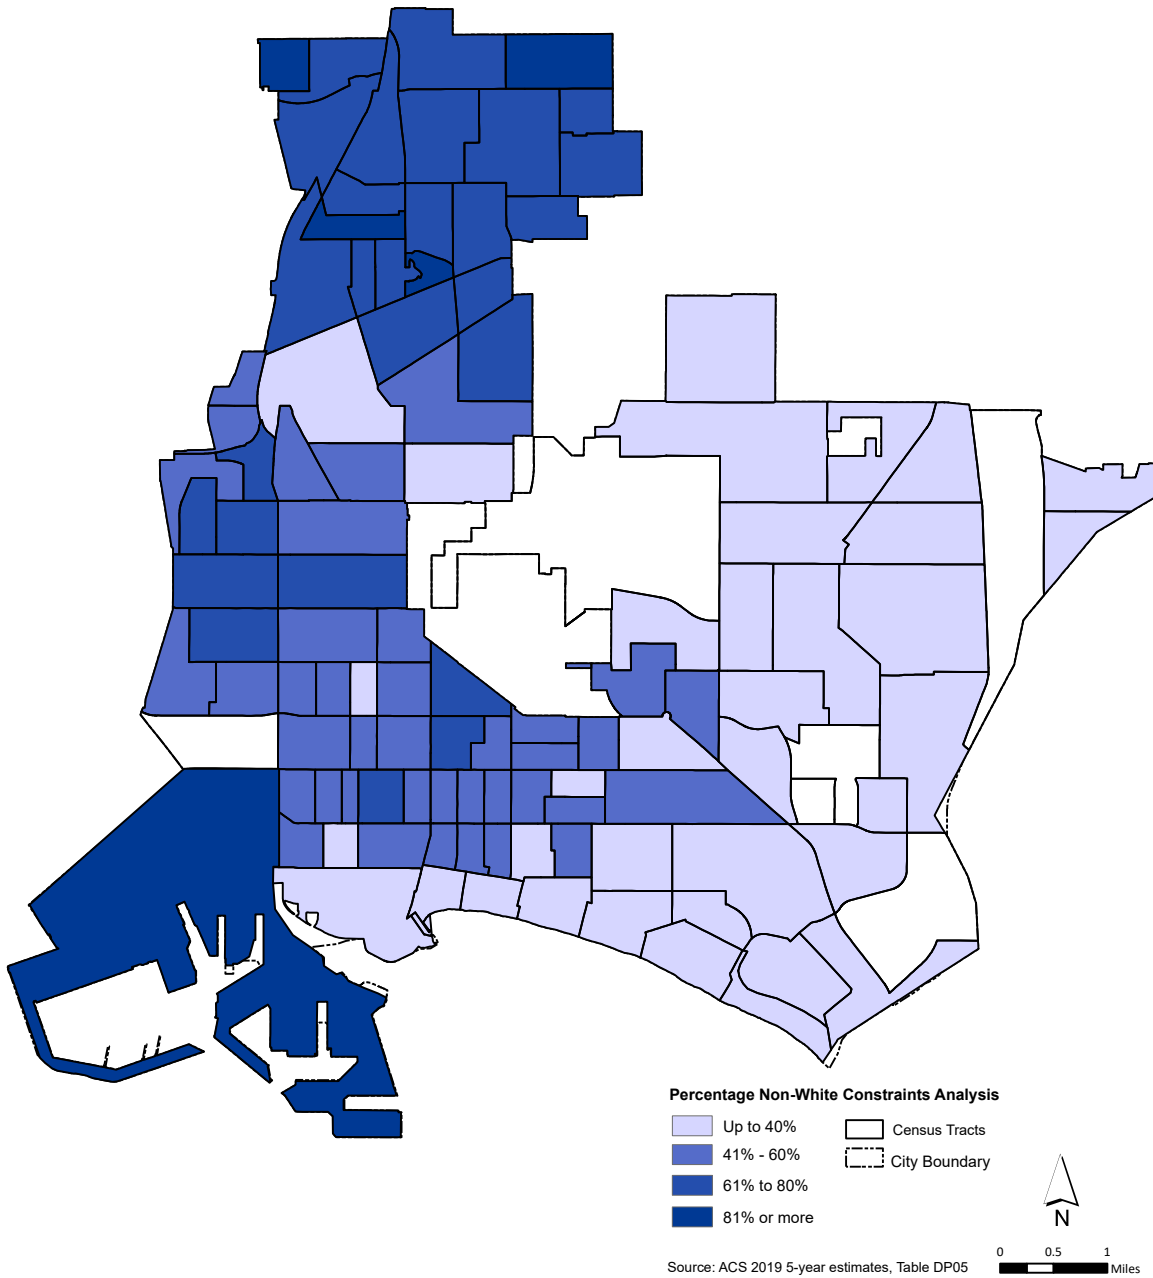 Percentage Non-White Constraints Analysis
Up to 40%
41% - 60%
61% to 80%
81% or more
Census Tracts
City Boundary
N
0 0.5 1
Miles
Source: ACS 2019 5-year estimates, Table DP05